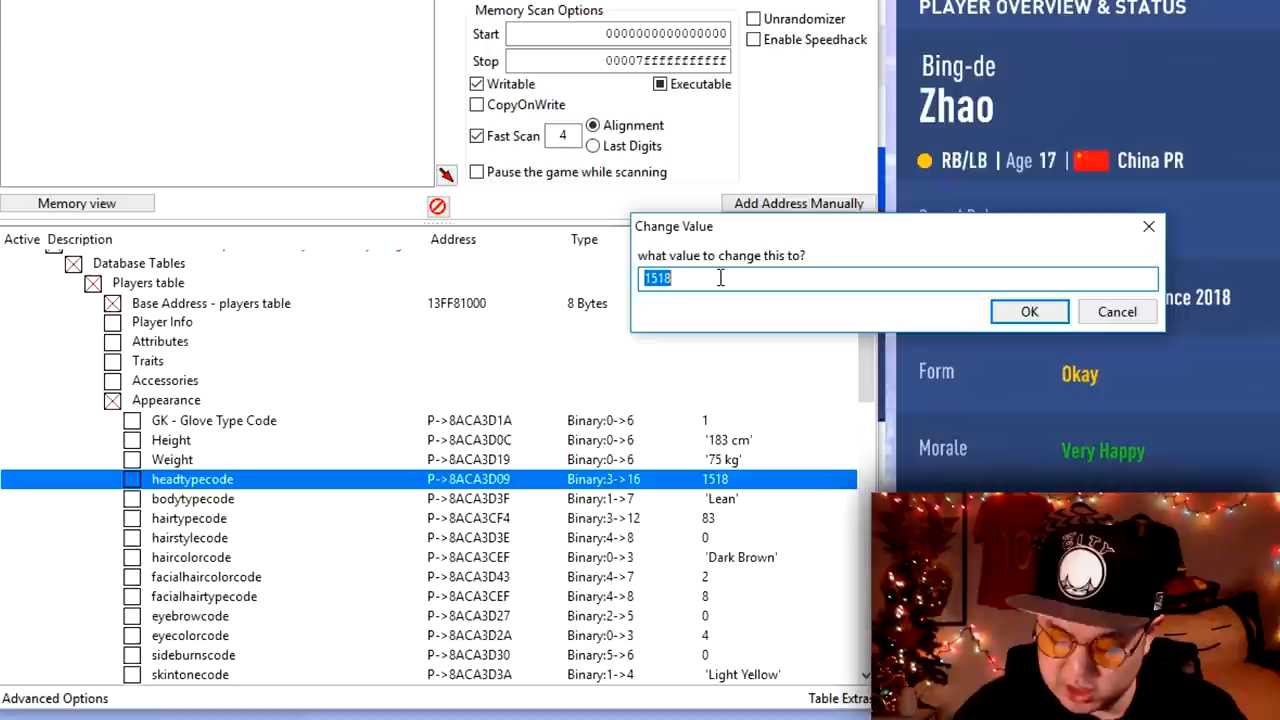 Memory Scan Options
Start 0000000000000000
Stop 00007fffffffffff
Writable Executable
CopyOnWrite
Fast Scan 4 Alignment
Last Digits
Pause the game while scanning
Unrandomizer
Enable Speedhack
Memory view
Add Address Manually
Active Description Address Type
Database Tables
Players table
Base Address - players table 13FF81000 8 Bytes
Player Info
Attributes
Traits
Accessories
Appearance
GK - Glove Type Code P->8ACA3D1A Binary:0->6 1
Height P->8ACA3D0C Binary:0->6 '183 cm'
Weight P->8ACA3D19 Binary:0->6 '75 kg'
headtypecode P->8ACA3D09 Binary:3->16 1518
bodytypecode P->8ACA3D3F Binary:1->7 'Lean'
hairtypecode P->8ACA3CF4 Binary:3->12 83
hairstylecode P->8ACA3D3E Binary:4->8 0
haircolorcode P->8ACA3CEF Binary:0->3 'Dark Brown'
facialhaircolorcode P->8ACA3D43 Binary:4->7 2
facialhairtypecode P->8ACA3CEF Binary:4->8 8
eyebrowcode P->8ACA3D27 Binary:2->5 0
eyecolorcode P->8ACA3D2A Binary:0->3 4
sideburnscode P->8ACA3D30 Binary:5->6 0
skintonecode P->8ACA3D3A Binary:1->4 'Light Yellow'
Advanced Options
Table Extras
Change Value
what value to change this to?
1518
OK Cancel
PLAYER OVERVIEW & STATUS
Bing-de
Zhao
RB/LB | Age 17 | China PR
nce 2018
Form Okay
Morale Very Happy